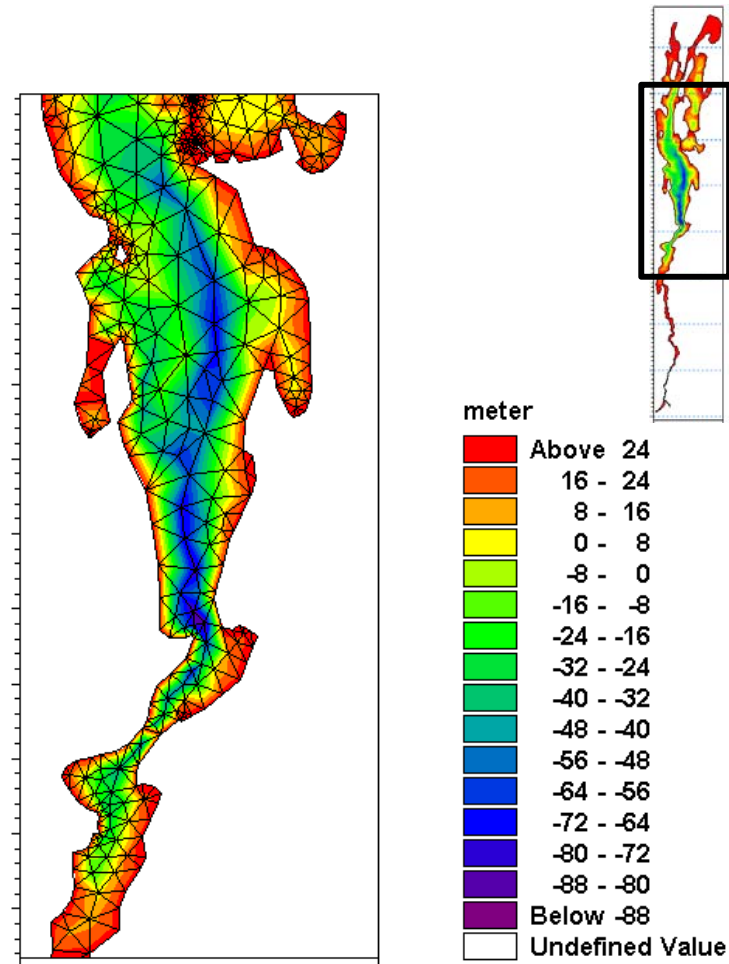 meter
Above 24
16 - 24
8 - 16
0 - 8
-8 - 0
-16 - -8
-24 - -16
-32 - -24
-40 - -32
-48 - -40
-56 - -48
-64 - -56
-72 - -64
-80 - -72
-88 - -80
Below -88
Undefined Value